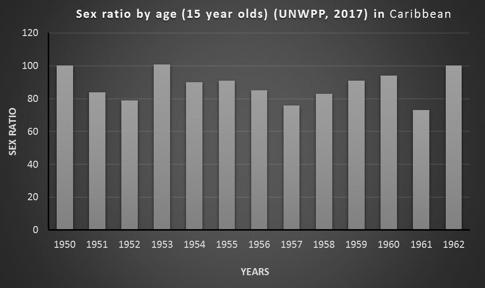 Sex ratio by age (15 year olds) (UNWPP, 2017) in Caribbean
120
100
80
60
40
20
0
SEX RATIO
1950 1951 1952 1953 1954 1955 1956 1957 1958 1959 1960 1961 1962
YEARS